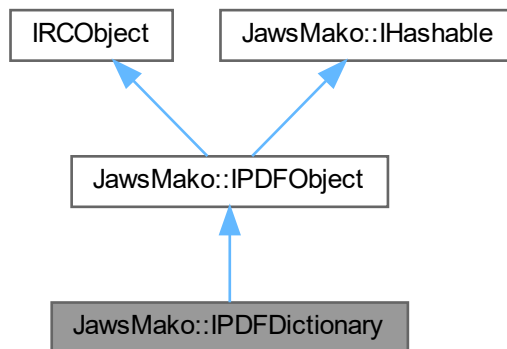 IRCObject
JawsMako::IHashable
JawsMako::IPDFObject
JawsMako::IPDFDictionary